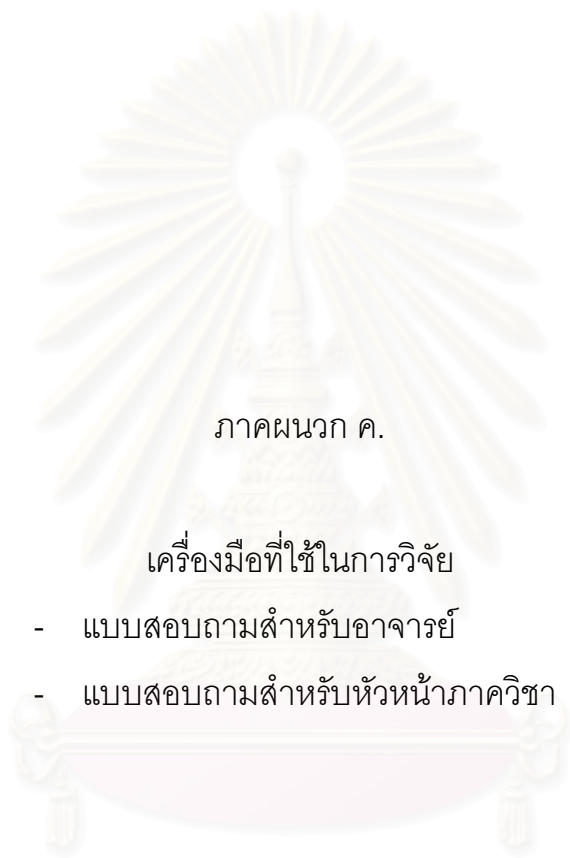 ภาคผนวก ค.
เครื่องมือที่ใช้ในการวิจัย
- แบบสอบถามสำหรับอาจารย์
- แบบสอบถามสำหรับหัวหน้าภาควิชา